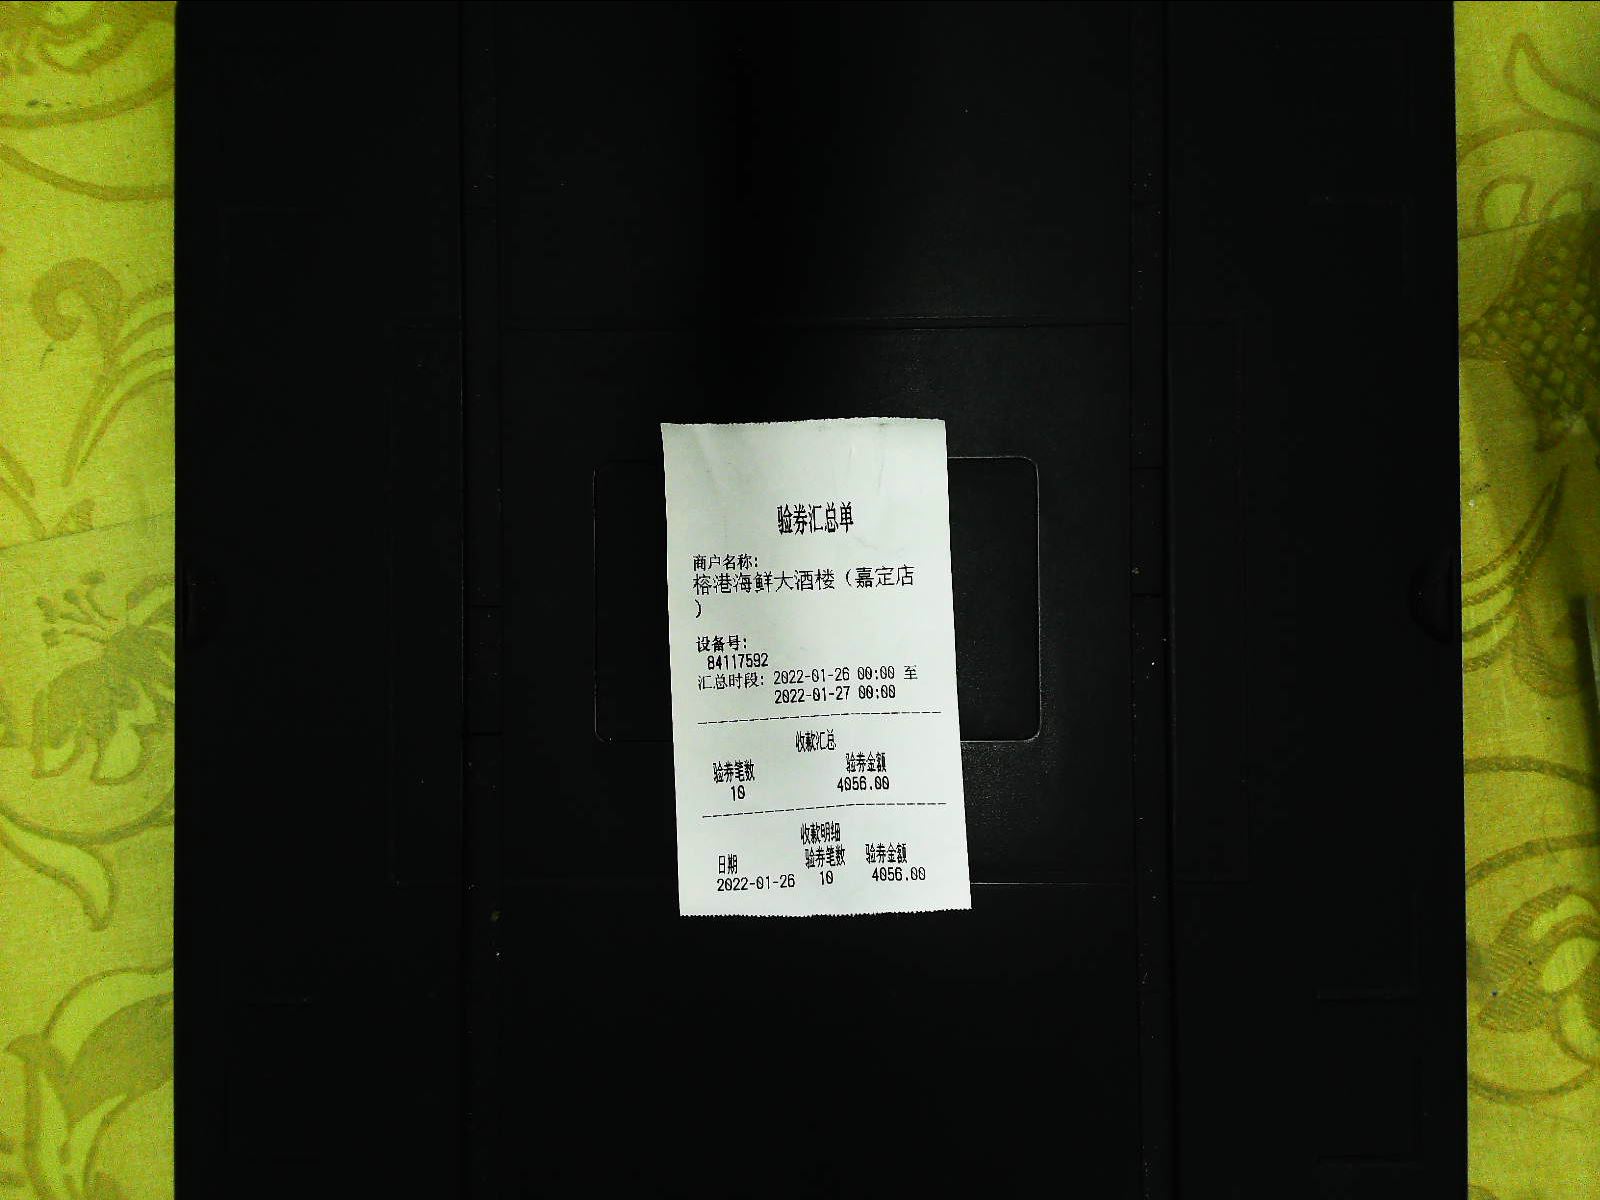 验券汇总单
商户名称:
榕港海鲜大酒楼（嘉定店
）
设备号:
84117592
汇总时段: 2022-01-26 00:00 至
2022-01-27 00:00
收款汇总
验券笔数 验券金额
10 4056.00
收款明细
日期 验券笔数 验券金额
2022-01-26 10 4056.00